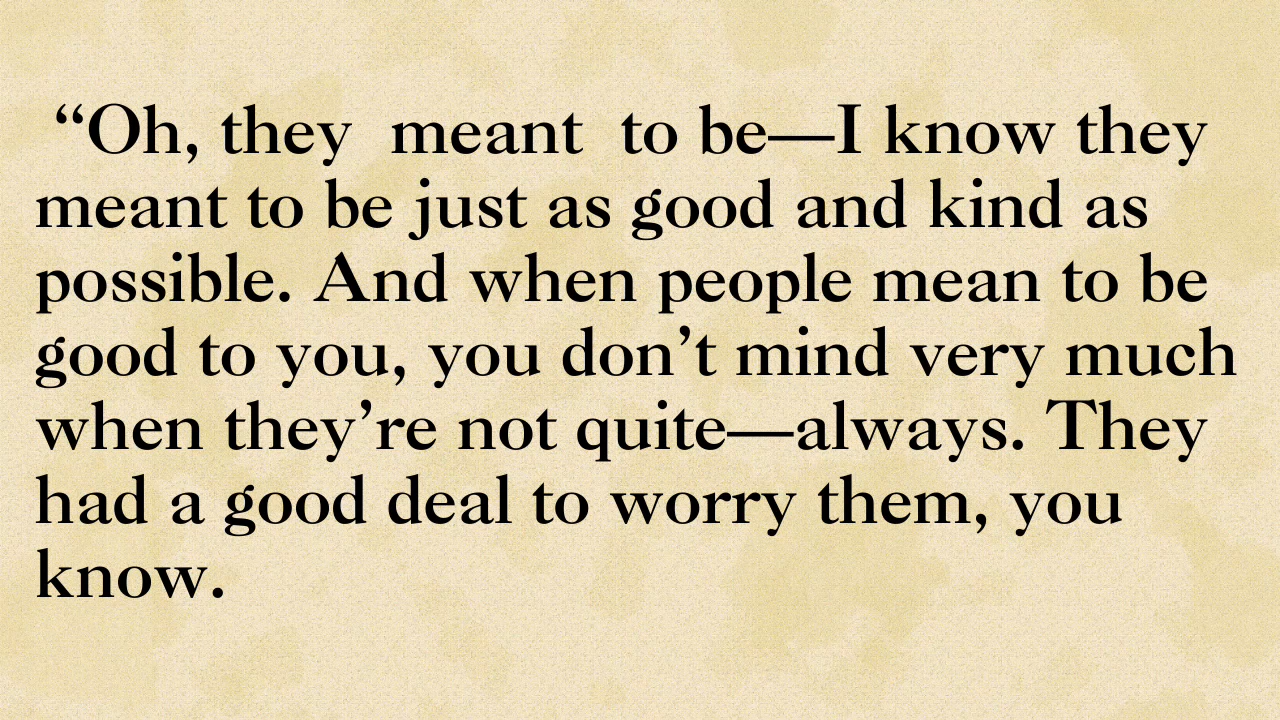 “Oh, they  meant  to be—I know they
meant to be just as good and kind as
possible. And when people mean to be
good to you, you don’t mind very much
when they’re not quite—always. They
had a good deal to worry them, you
know.